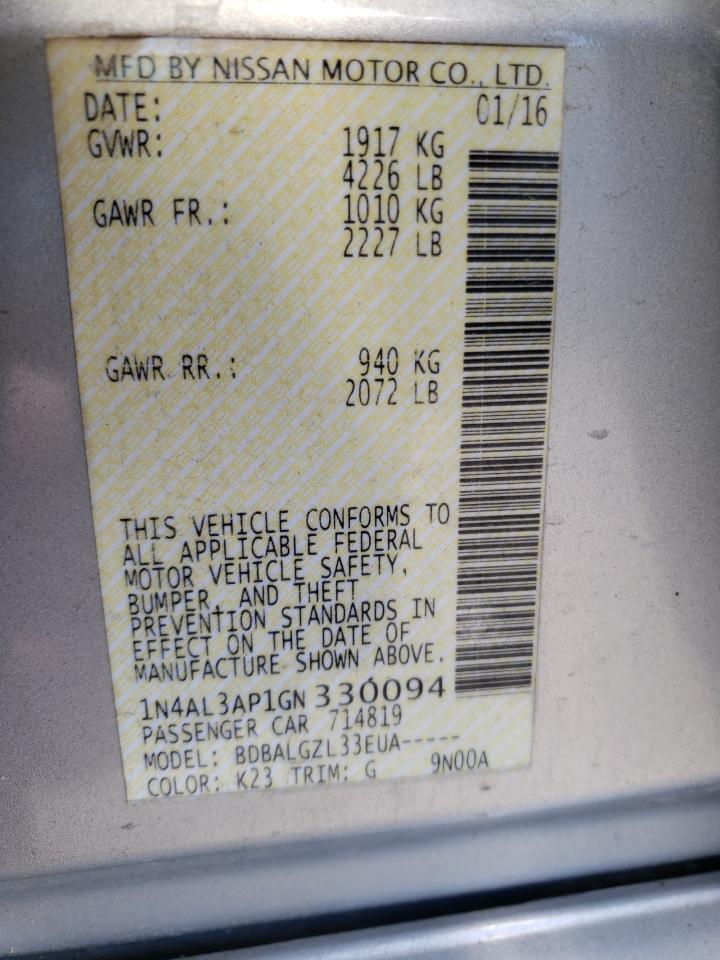 MFD BY NISSAN MOTOR CO., LTD.
DATE: 01/16
GVWR: 1917 KG
4226 LB
GAWR FR.: 1010 KG
2227 LB
GAWR RR.: 940 KG
2072 LB
THIS VEHICLE CONFORMS TO
ALL APPLICABLE FEDERAL
MOTOR VEHICLE SAFETY,
BUMPER, AND THEFT
PREVENTION STANDARDS IN
EFFECT ON THE DATE OF
MANUFACTURE SHOWN ABOVE.
1N4AL3AP1GN 330094
PASSENGER CAR 714819
MODEL: BDBALGZL33EUA-----
COLOR: K23 TRIM: G 9N00A